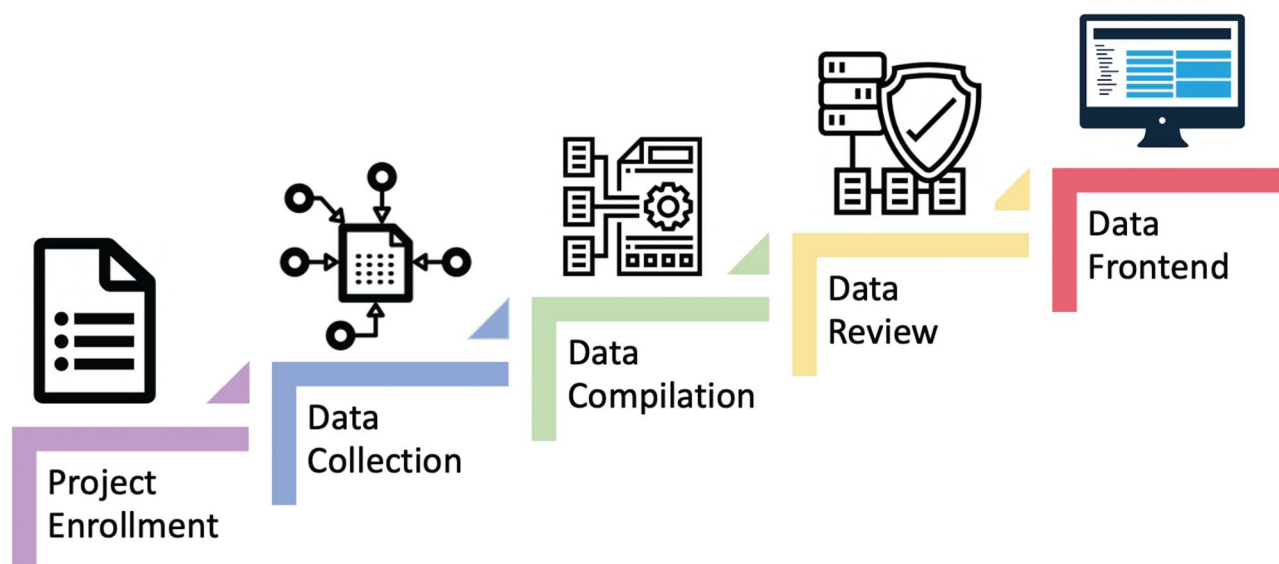 Project
Enrollment
Data
Collection
Data
Compilation
Data
Review
Data
Frontend